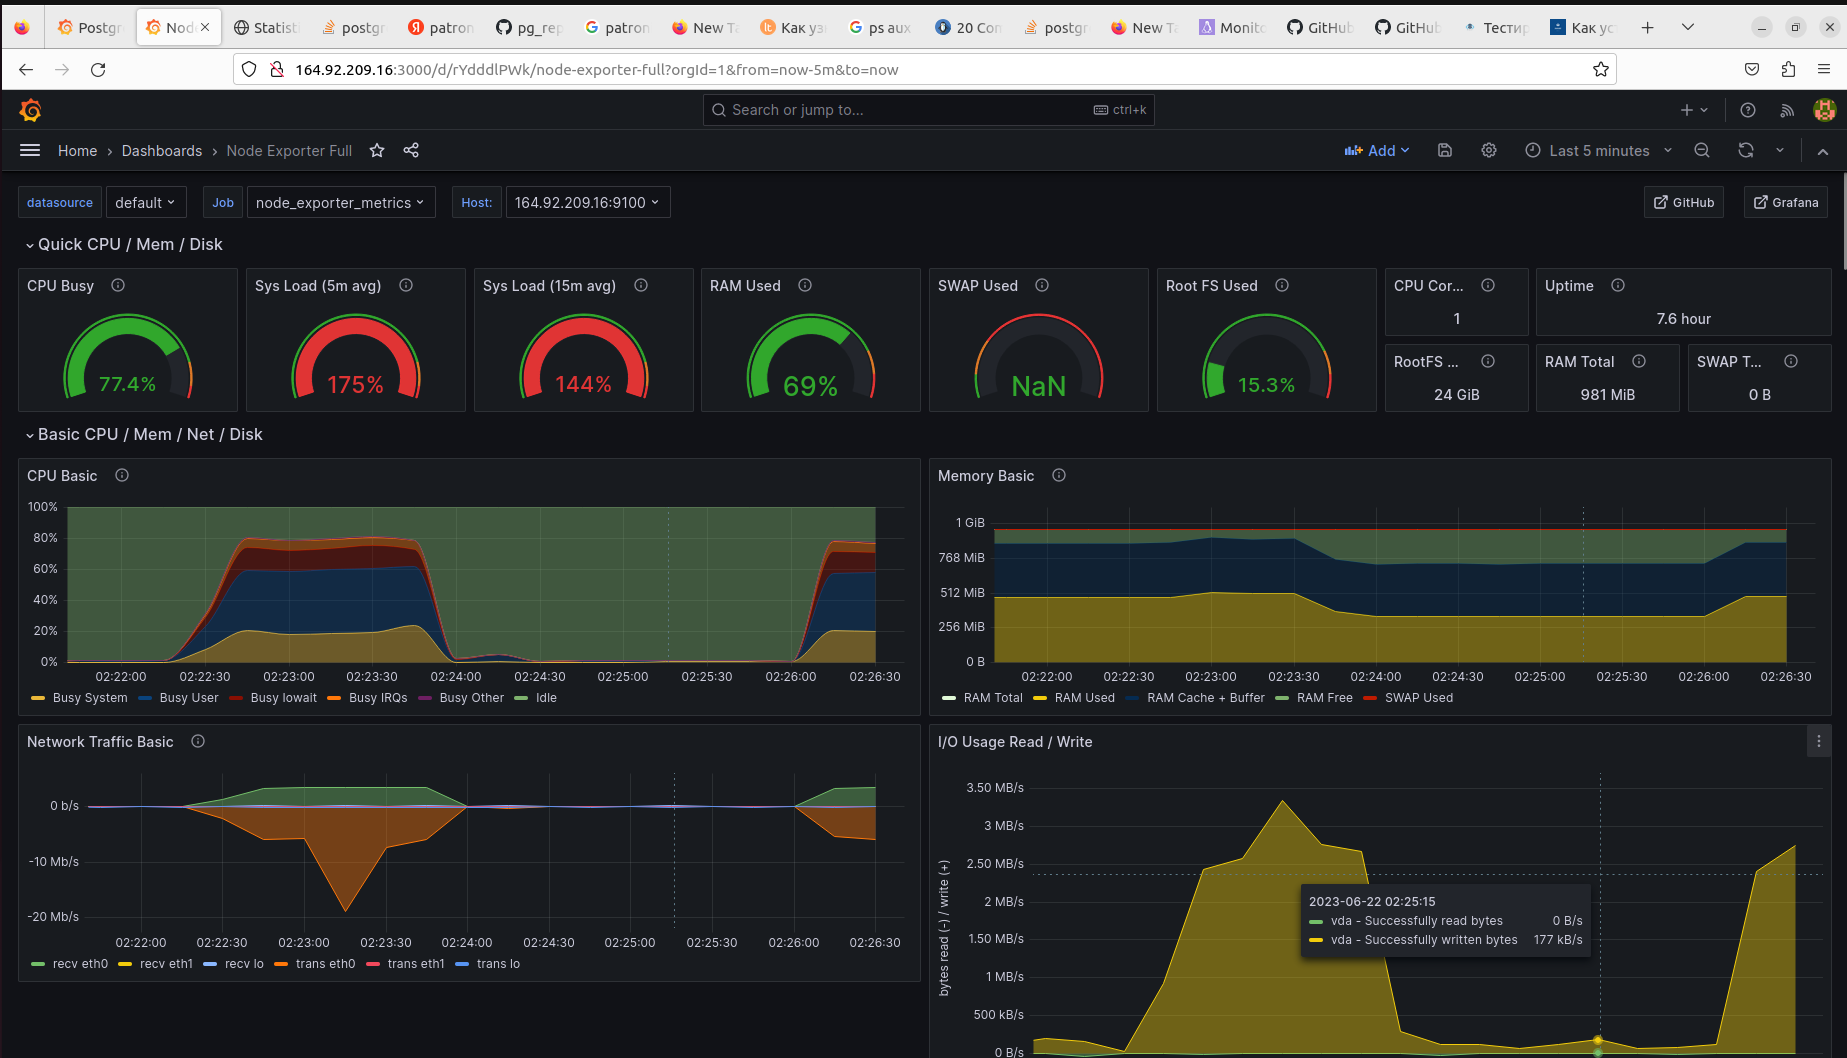 Postgr
Nod
Statist
postgr
patron
pg_rep
patron
New Ta
Как уз
ps aux
20 Con
postgr
New Ta
Monito
GitHub
GitHub
Тестир
Как ус
164.92.209.16:3000/d/rYdddlPWk/node-exporter-full?orgId=1&from=now-5m&to=now
Search or jump to...
ctrl+k
Home › Dashboards › Node Exporter Full
Add
Last 5 minutes
datasource default Job node_exporter_metrics Host: 164.92.209.16:9100
GitHub
Grafana
Quick CPU / Mem / Disk
CPU Busy
77.4%
Sys Load (5m avg)
175%
Sys Load (15m avg)
144%
RAM Used
69%
SWAP Used
NaN
Root FS Used
15.3%
CPU Cor...
1
Uptime
7.6 hour
RootFS ...
24 GiB
RAM Total
981 MiB
SWAP T...
0 B
Basic CPU / Mem / Net / Disk
CPU Basic
100%
80%
60%
40%
20%
0%
02:22:00 02:22:30 02:23:00 02:23:30 02:24:00 02:24:30 02:25:00 02:25:30 02:26:00 02:26:30
Busy System Busy User Busy Iowait Busy IRQs Busy Other Idle
Memory Basic
1 GiB
768 MiB
512 MiB
256 MiB
0 B
02:22:00 02:22:30 02:23:00 02:23:30 02:24:00 02:24:30 02:25:00 02:25:30 02:26:00 02:26:30
RAM Total RAM Used RAM Cache + Buffer RAM Free SWAP Used
Network Traffic Basic
0 b/s
-10 Mb/s
-20 Mb/s
02:22:00 02:22:30 02:23:00 02:23:30 02:24:00 02:24:30 02:25:00 02:25:30 02:26:00 02:26:30
recv eth0 recv eth1 recv lo trans eth0 trans eth1 trans lo
I/O Usage Read / Write
bytes read (-) / write (+)
3.50 MB/s
3 MB/s
2.50 MB/s
2 MB/s
1.50 MB/s
1 MB/s
500 kB/s
0 B/s
2023-06-22 02:25:15
vda - Successfully read bytes 0 B/s
vda - Successfully written bytes 177 kB/s